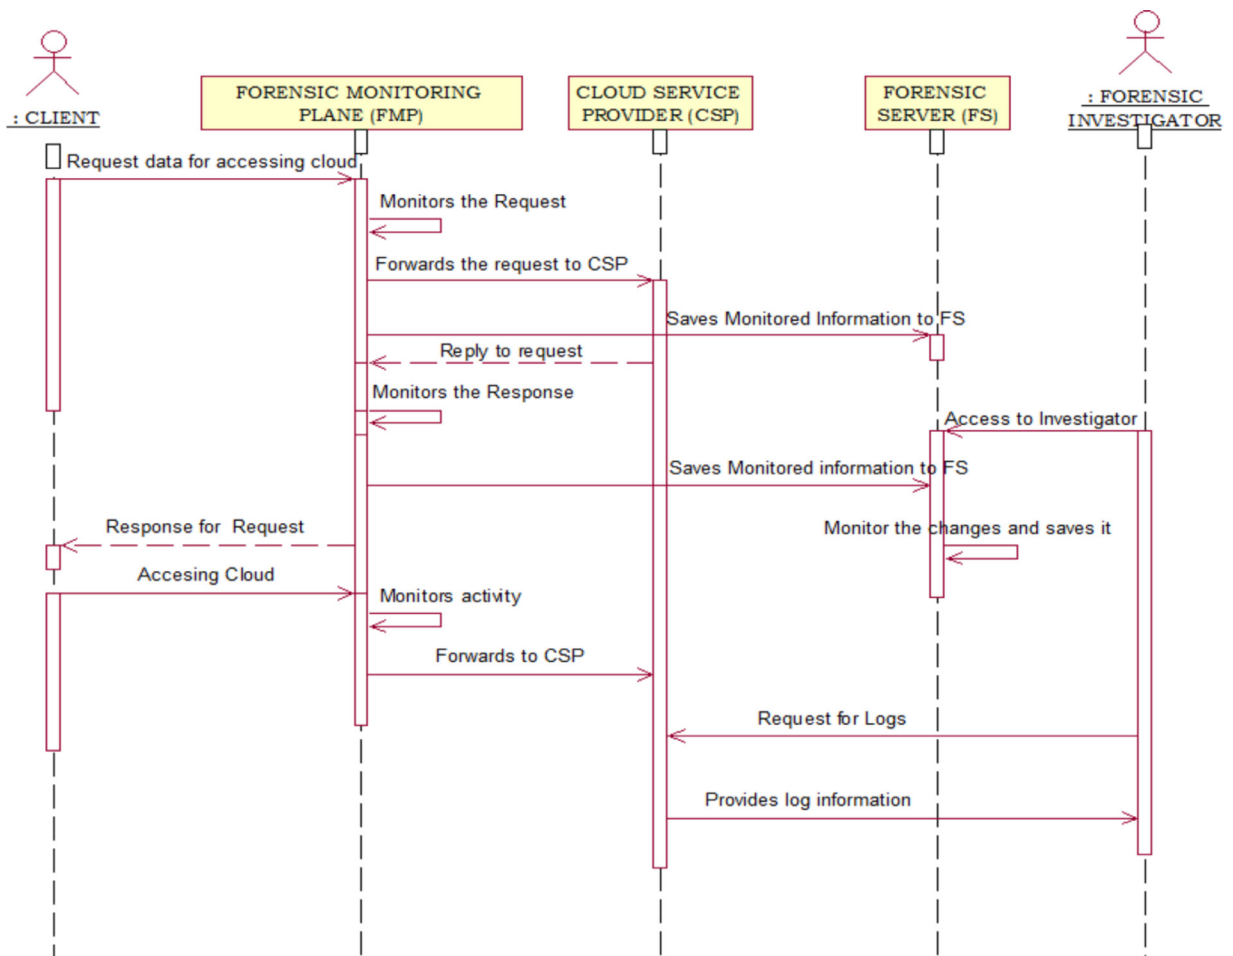 : CLIENT
FORENSIC MONITORING
PLANE (FMP)
CLOUD SERVICE
PROVIDER (CSP)
FORENSIC
SERVER (FS)
: FORENSIC
INVESTIGATOR
Request data for accessing cloud
Monitors the Request
Forwards the request to CSP
Saves Monitored Information to FS
Reply to request
Monitors the Response
Access to Investigator
Saves Monitored information to FS
Response for Request
Monitor the changes and saves it
Accesing Cloud
Monitors activity
Forwards to CSP
Request for Logs
Provides log information